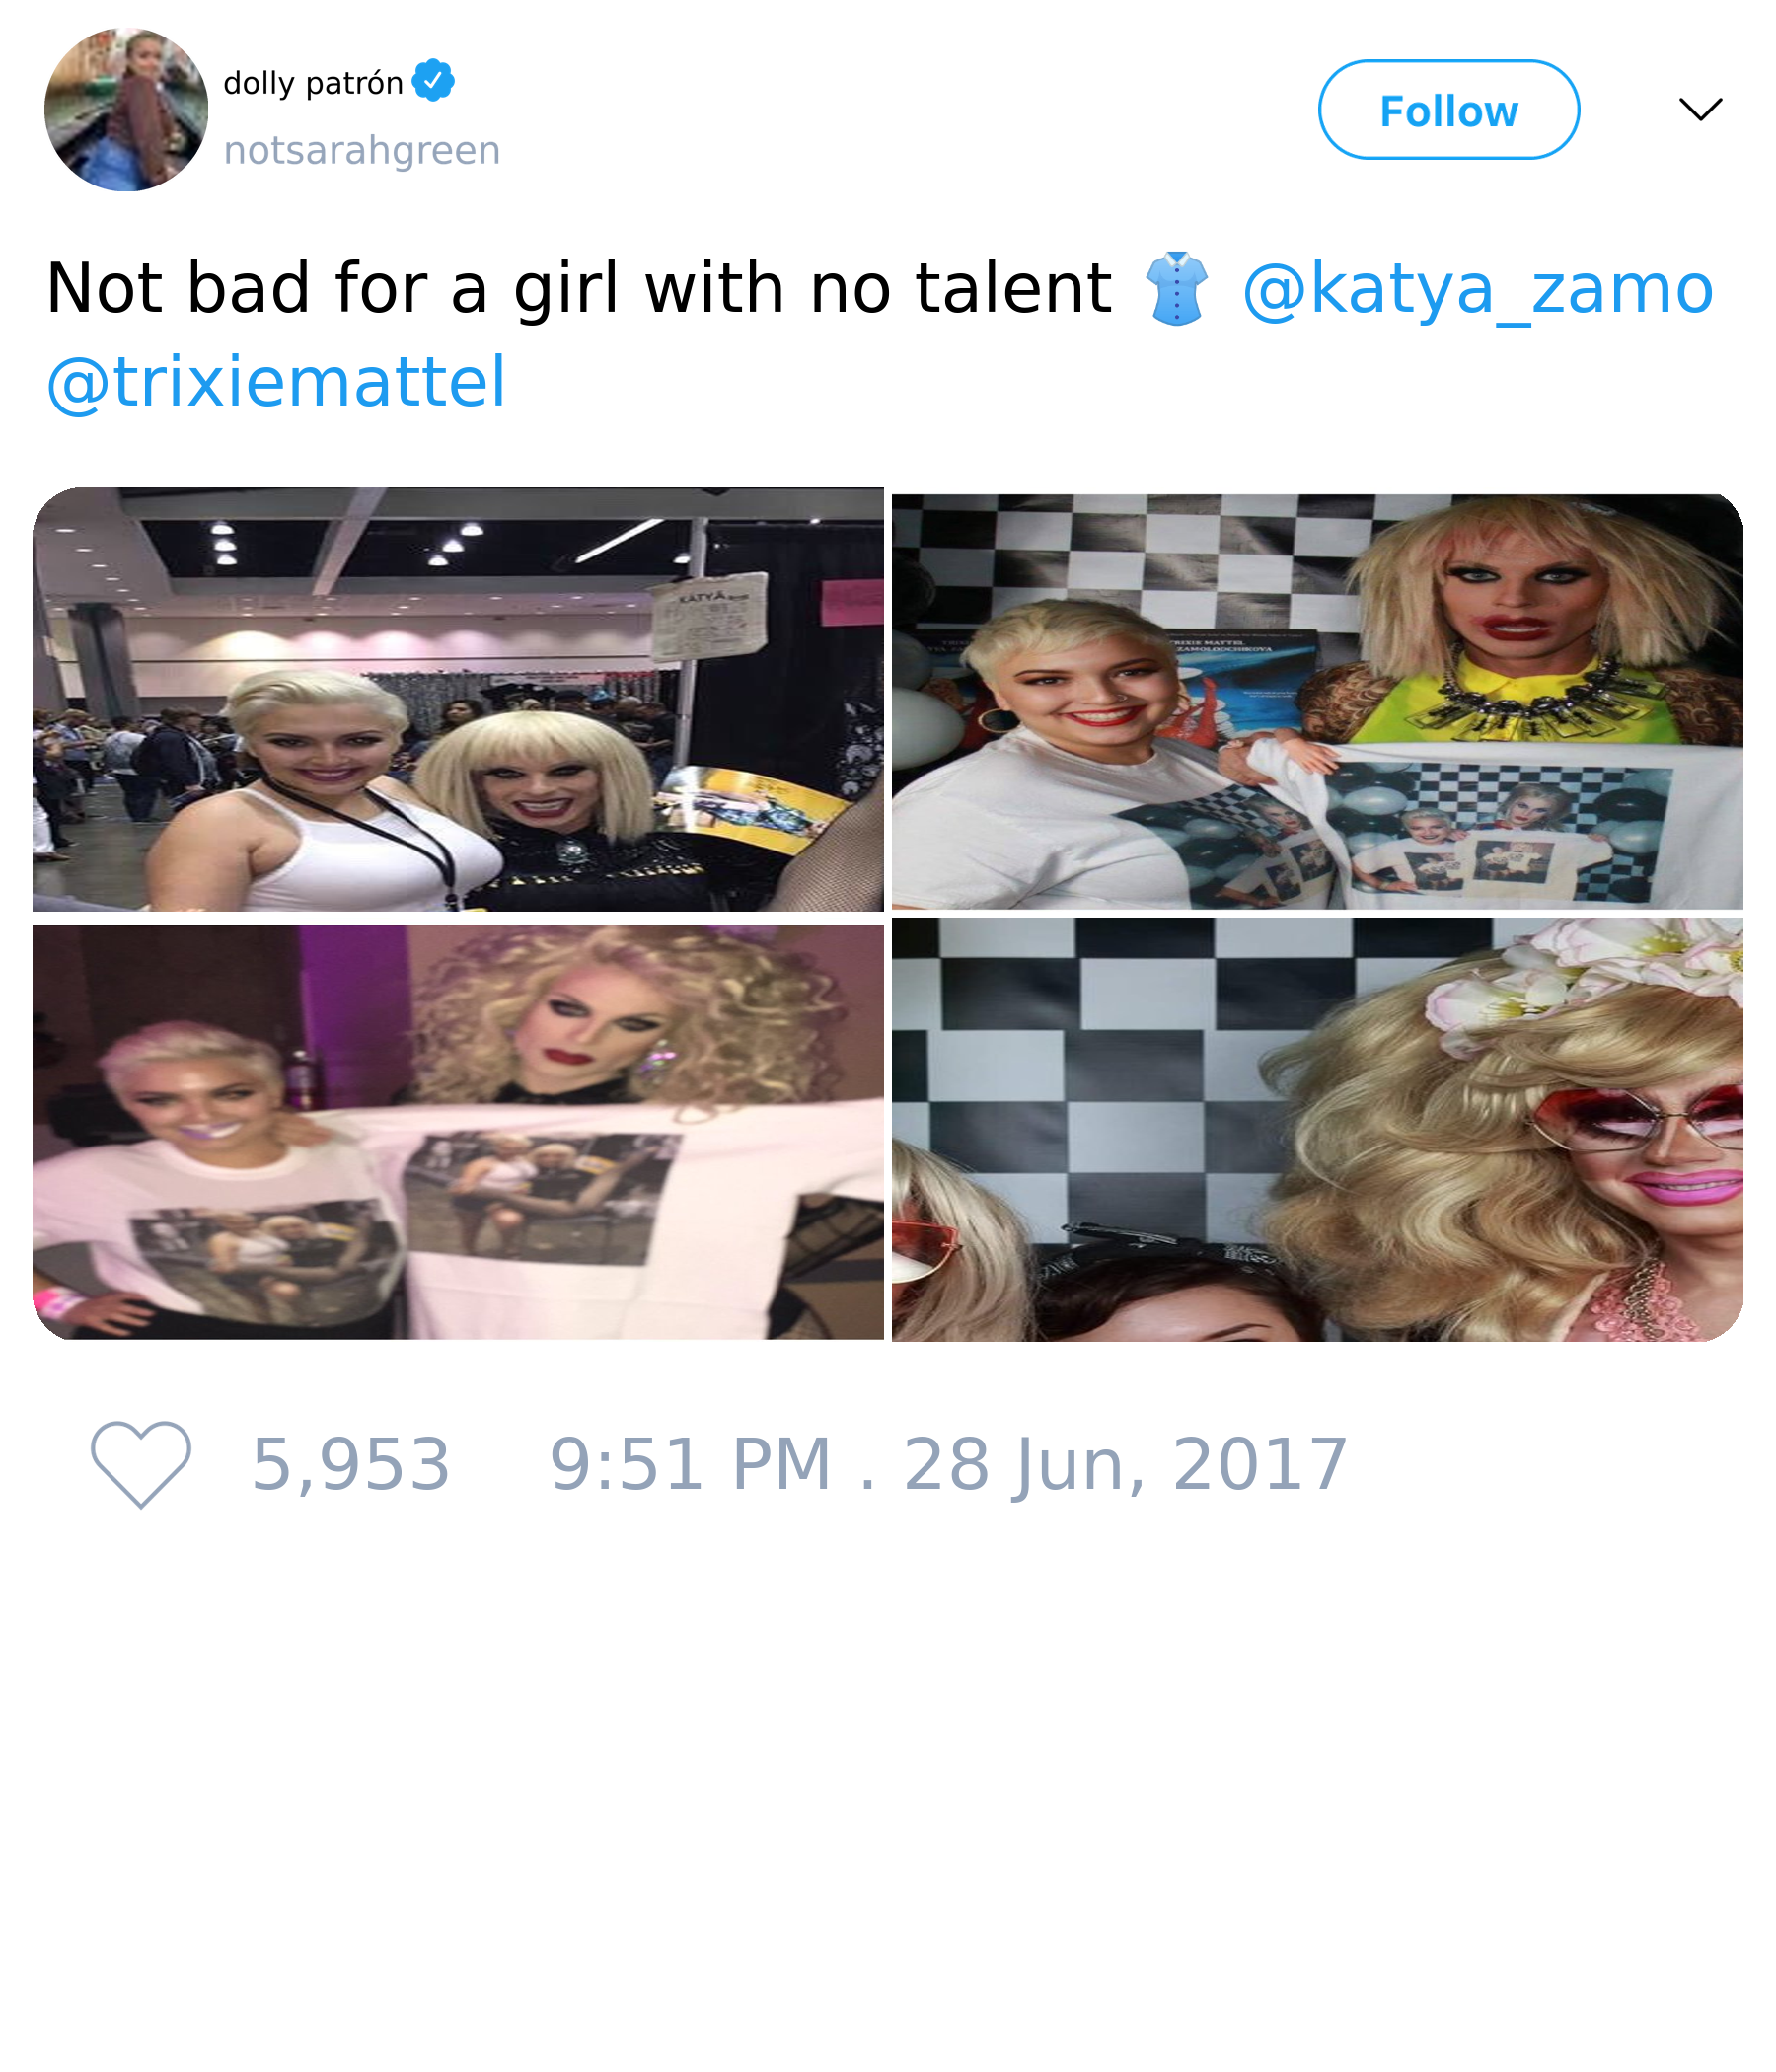 dolly patrón
notsarahgreen
Follow
Not bad for a girl with no talent 👚 @katya_zamo
@trixiemattel
KATYA
TRIXIE MATTEL
ZAMOLODCHIKOVA
5,953 9:51 PM . 28 Jun, 2017